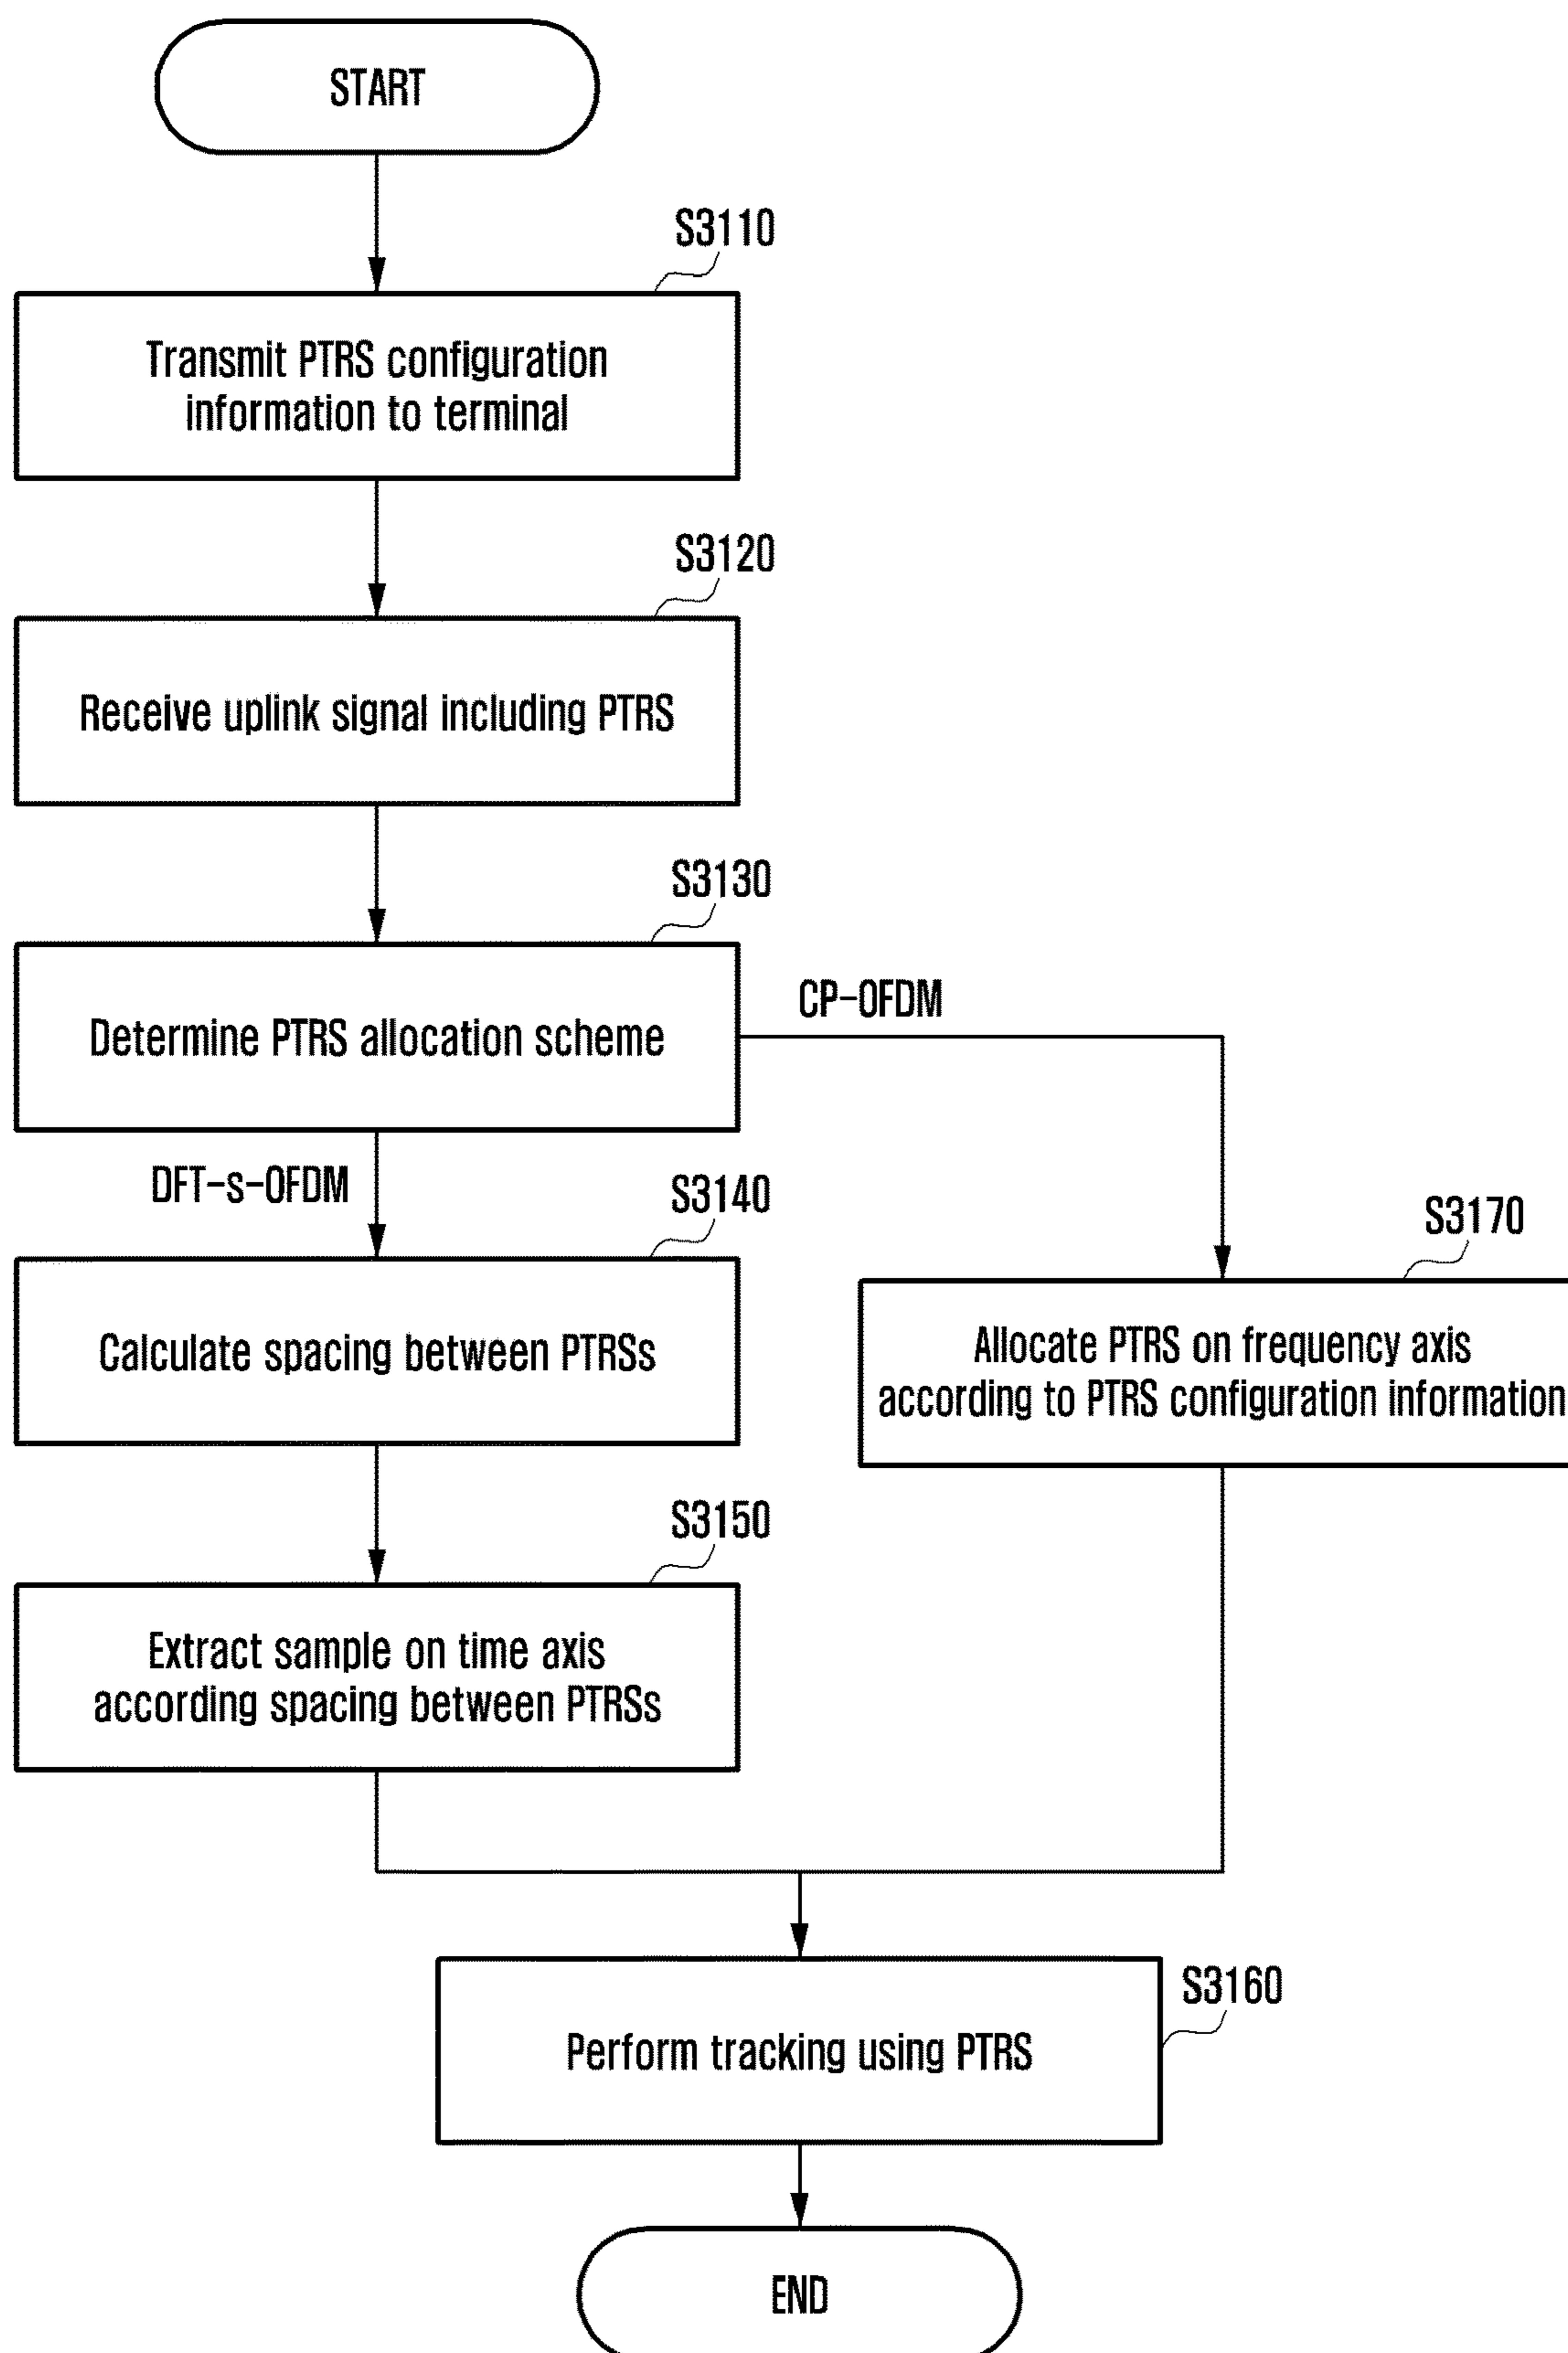 START
S3110
Transmit PTRS configuration
information to terminal
S3120
Receive uplink signal including PTRS
S3130
Determine PTRS allocation scheme
CP-OFDM
DFT-s-OFDM
S3140
Calculate spacing between PTRSs
S3170
Allocate PTRS on frequency axis
according to PTRS configuration information
S3150
Extract sample on time axis
according spacing between PTRSs
S3160
Perform tracking using PTRS
END